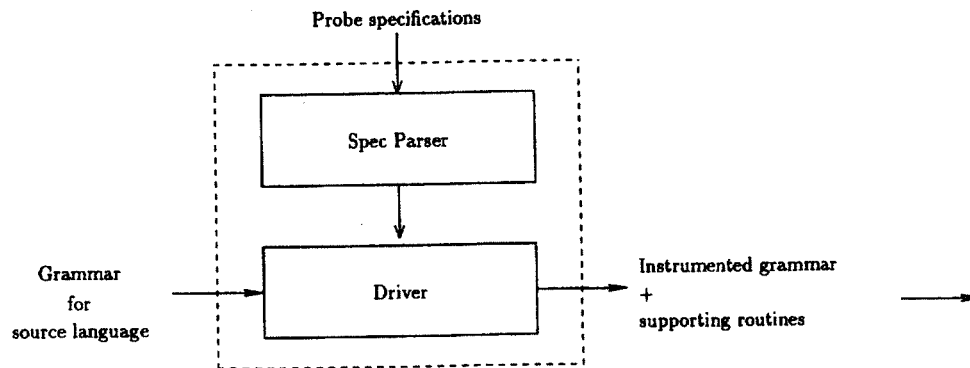 Probe specifications
Spec Parser
Grammar
for
source language
Driver
Instrumented grammar
+
supporting routines